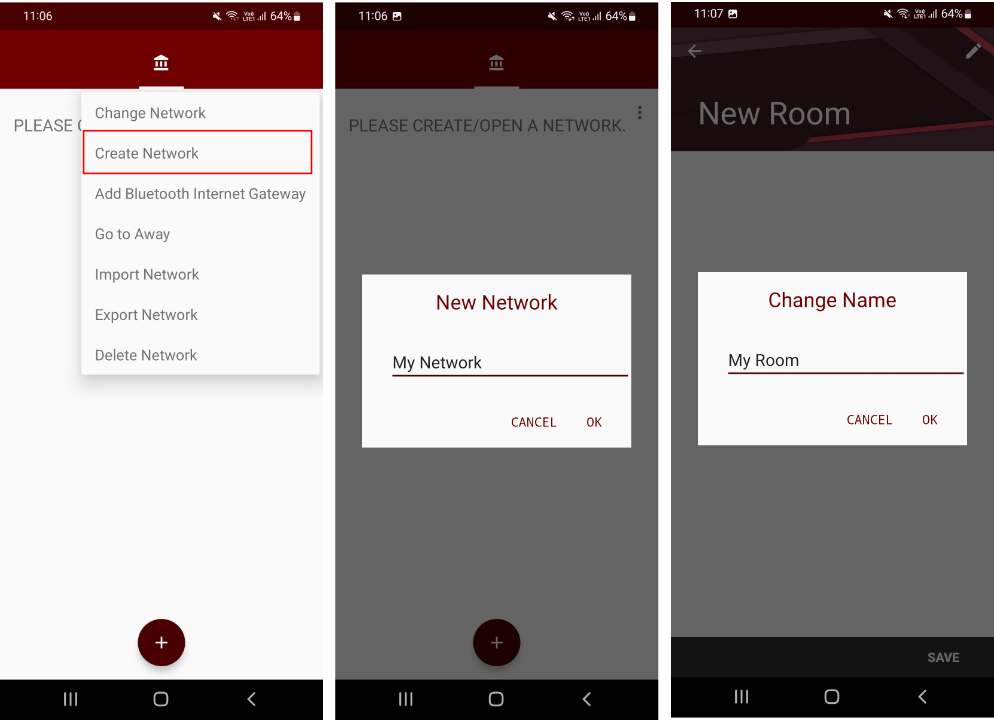 11:06
64%
PLEASE
Change Network
Create Network
Add Bluetooth Internet Gateway
Go to Away
Import Network
Export Network
Delete Network
11:06
64%
PLEASE CREATE/OPEN A NETWORK.
New Network
My Network
CANCEL OK
11:07
64%
New Room
Change Name
My Room
CANCEL OK
SAVE